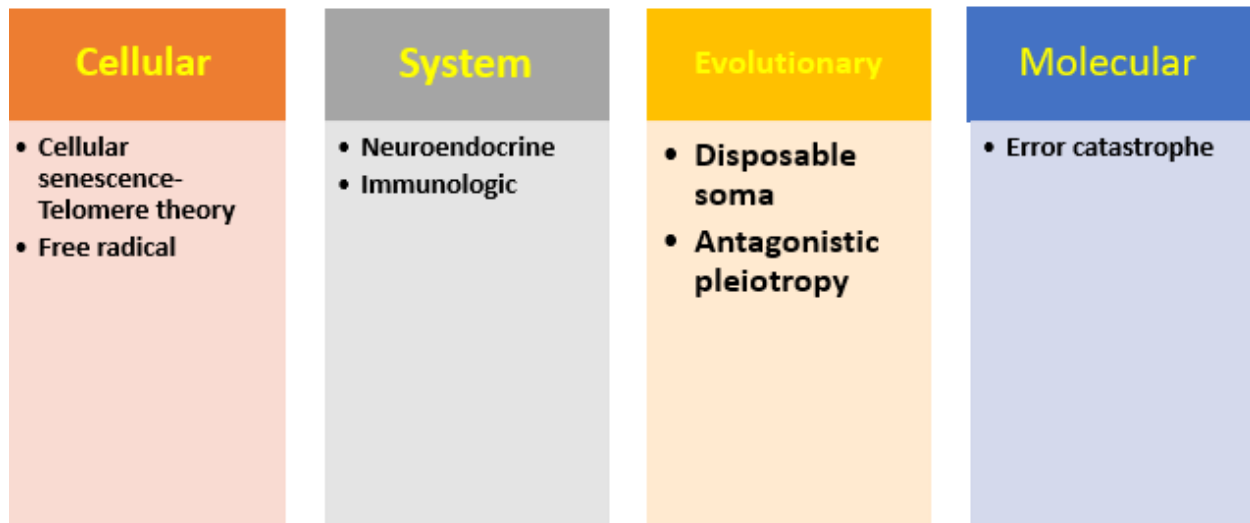 Cellular
• Cellular
senescence-
Telomere theory
• Free radical
System
• Neuroendocrine
• Immunologic
Evolutionary
• Disposable
soma
• Antagonistic
pleiotropy
Molecular
• Error catastrophe